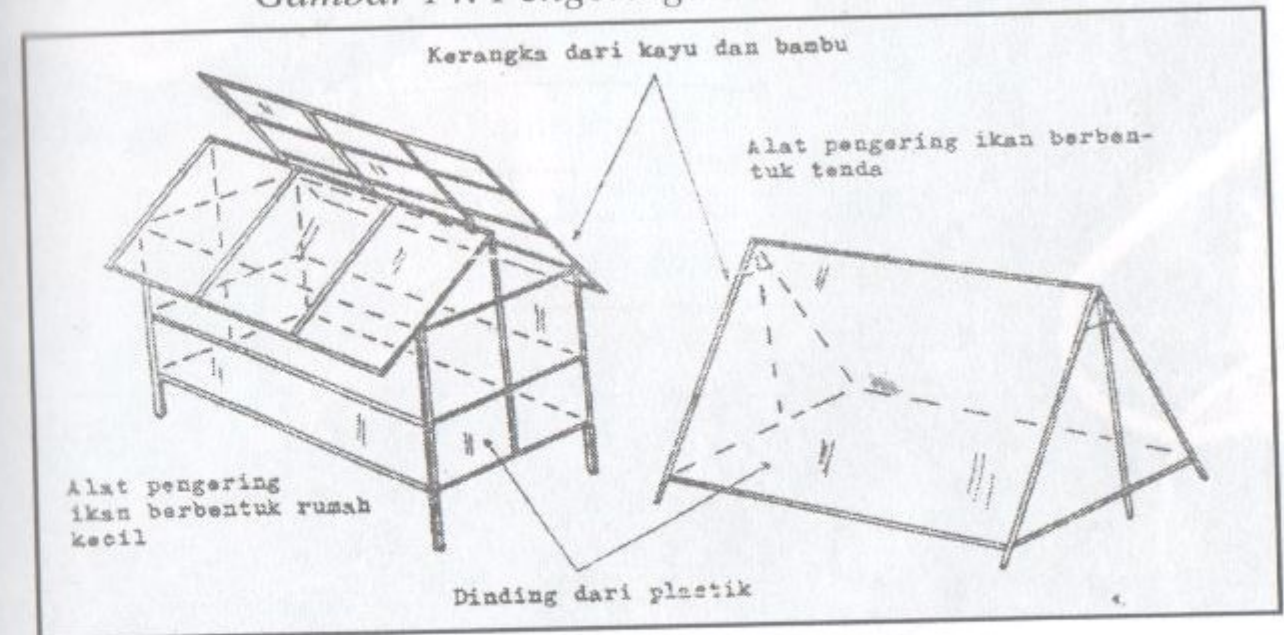 Kerangka dari kayu dan bambu
Alat pengering ikan berben-
tuk tenda
Alat pengering
ikan berbentuk rumah
kecil
Dinding dari plastik